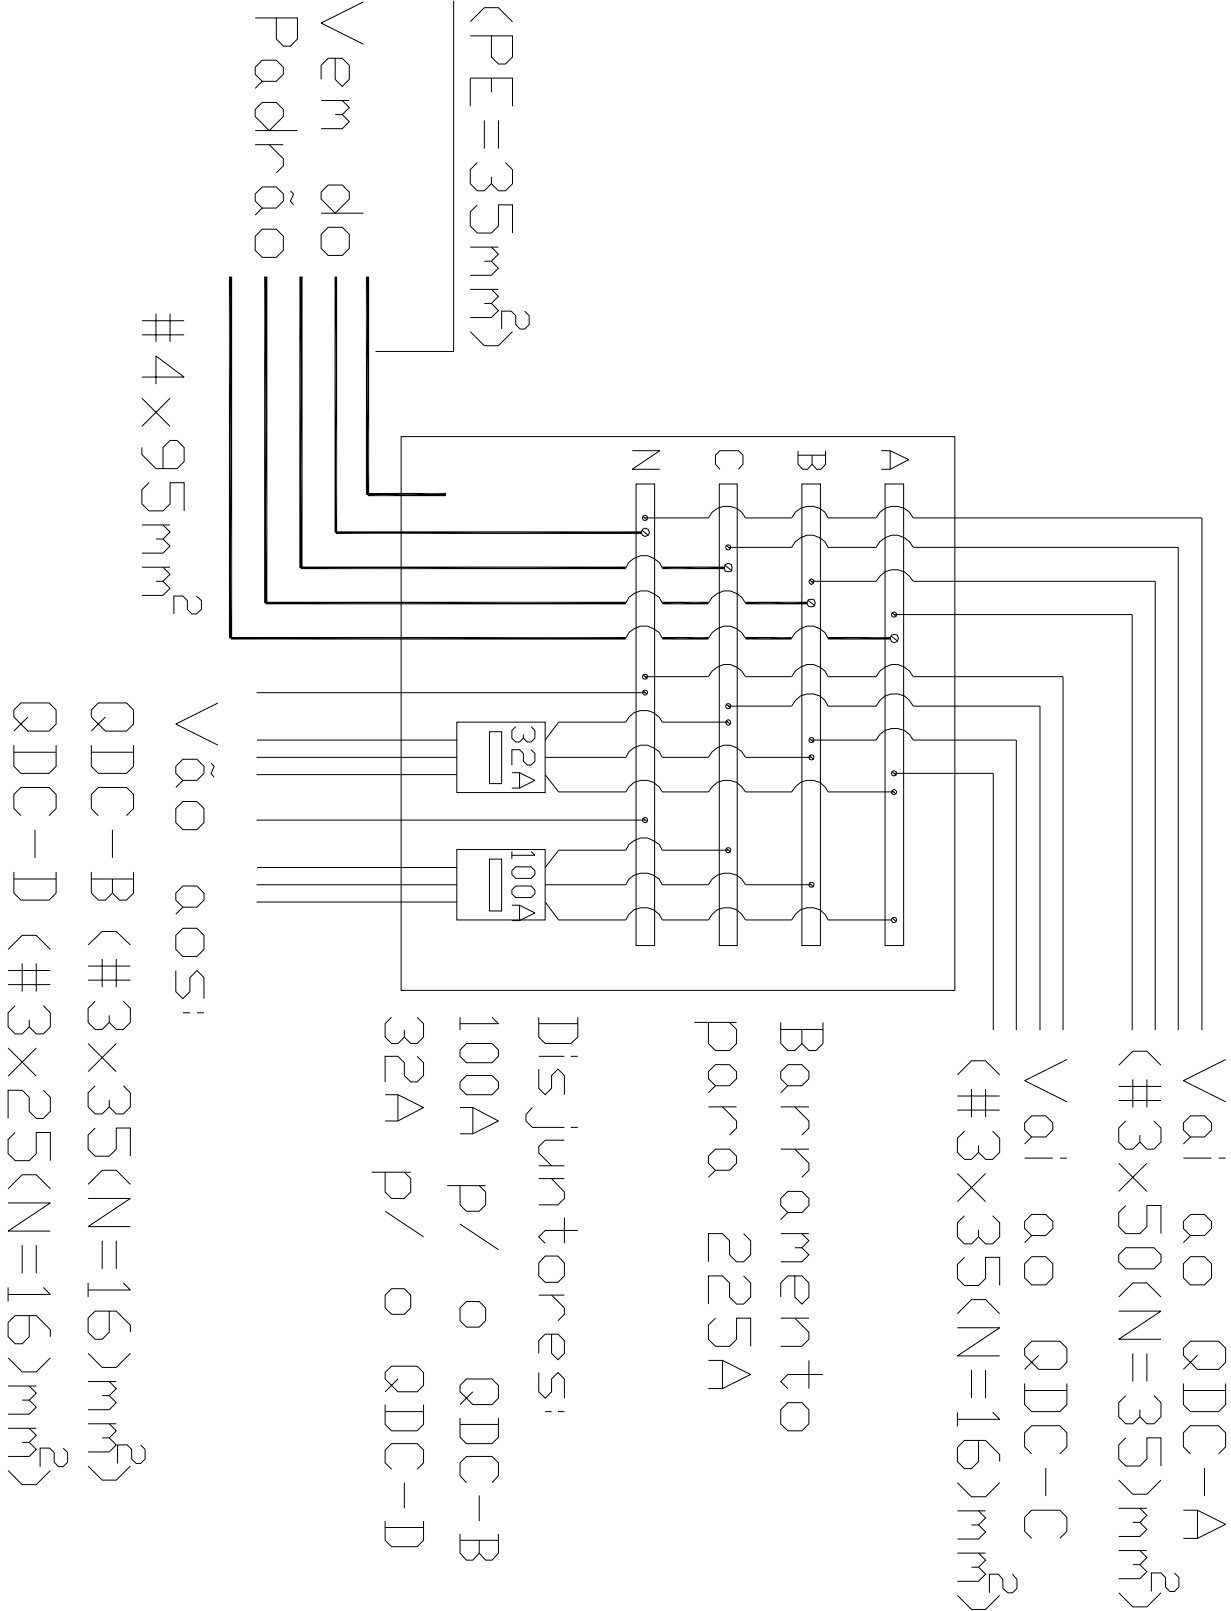 Vai ao QDC-A
(#3x50(N=35)mm²)
Vai ao QDC-C
(#3x35(N=16)mm²)
A
B
C
N
Barramento
para 225A
Disjuntores:
100A p/ o QDC-B
32A p/ o QDC-D
32A
100A
(PE=35mm²)
Vem do
Padrão
#4x95mm²
Vão aos:
QDC-B (#3x35(N=16)mm²)
QDC-D (#3x25(N=16)mm²)